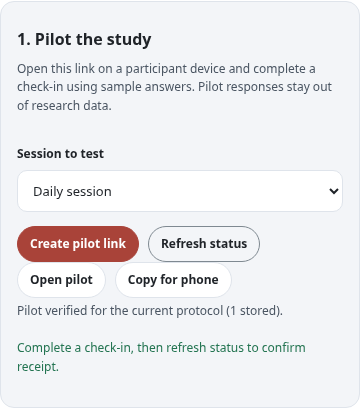 1. Pilot the study
Open this link on a participant device and complete a
check-in using sample answers. Pilot responses stay out
of research data.
Session to test
Daily session
Create pilot link Refresh status
Open pilot Copy for phone
Pilot verified for the current protocol (1 stored).
Complete a check-in, then refresh status to confirm
receipt.